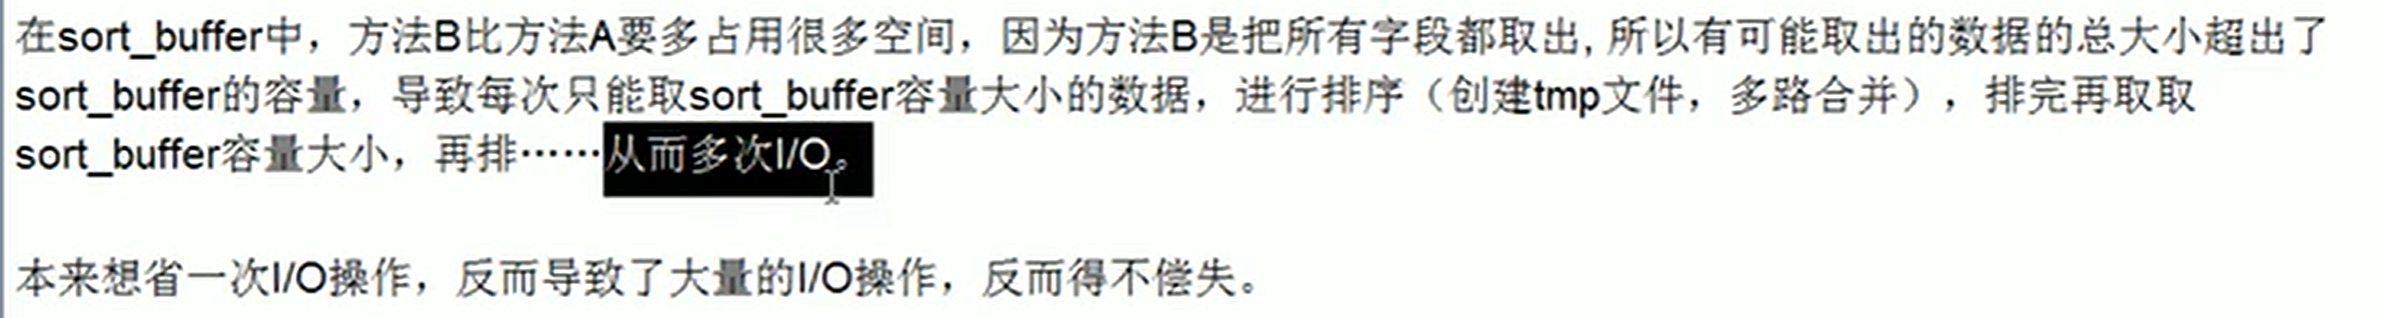 在sort_buffer中，方法B比方法A要多占用很多空间，因为方法B是把所有字段都取出, 所以有可能取出的数据的总大小超出了
sort_buffer的容量，导致每次只能取sort_buffer容量大小的数据，进行排序（创建tmp文件，多路合并），排完再取取
sort_buffer容量大小，再排……从而多次I/O。
本来想省一次I/O操作，反而导致了大量的I/O操作，反而得不偿失。